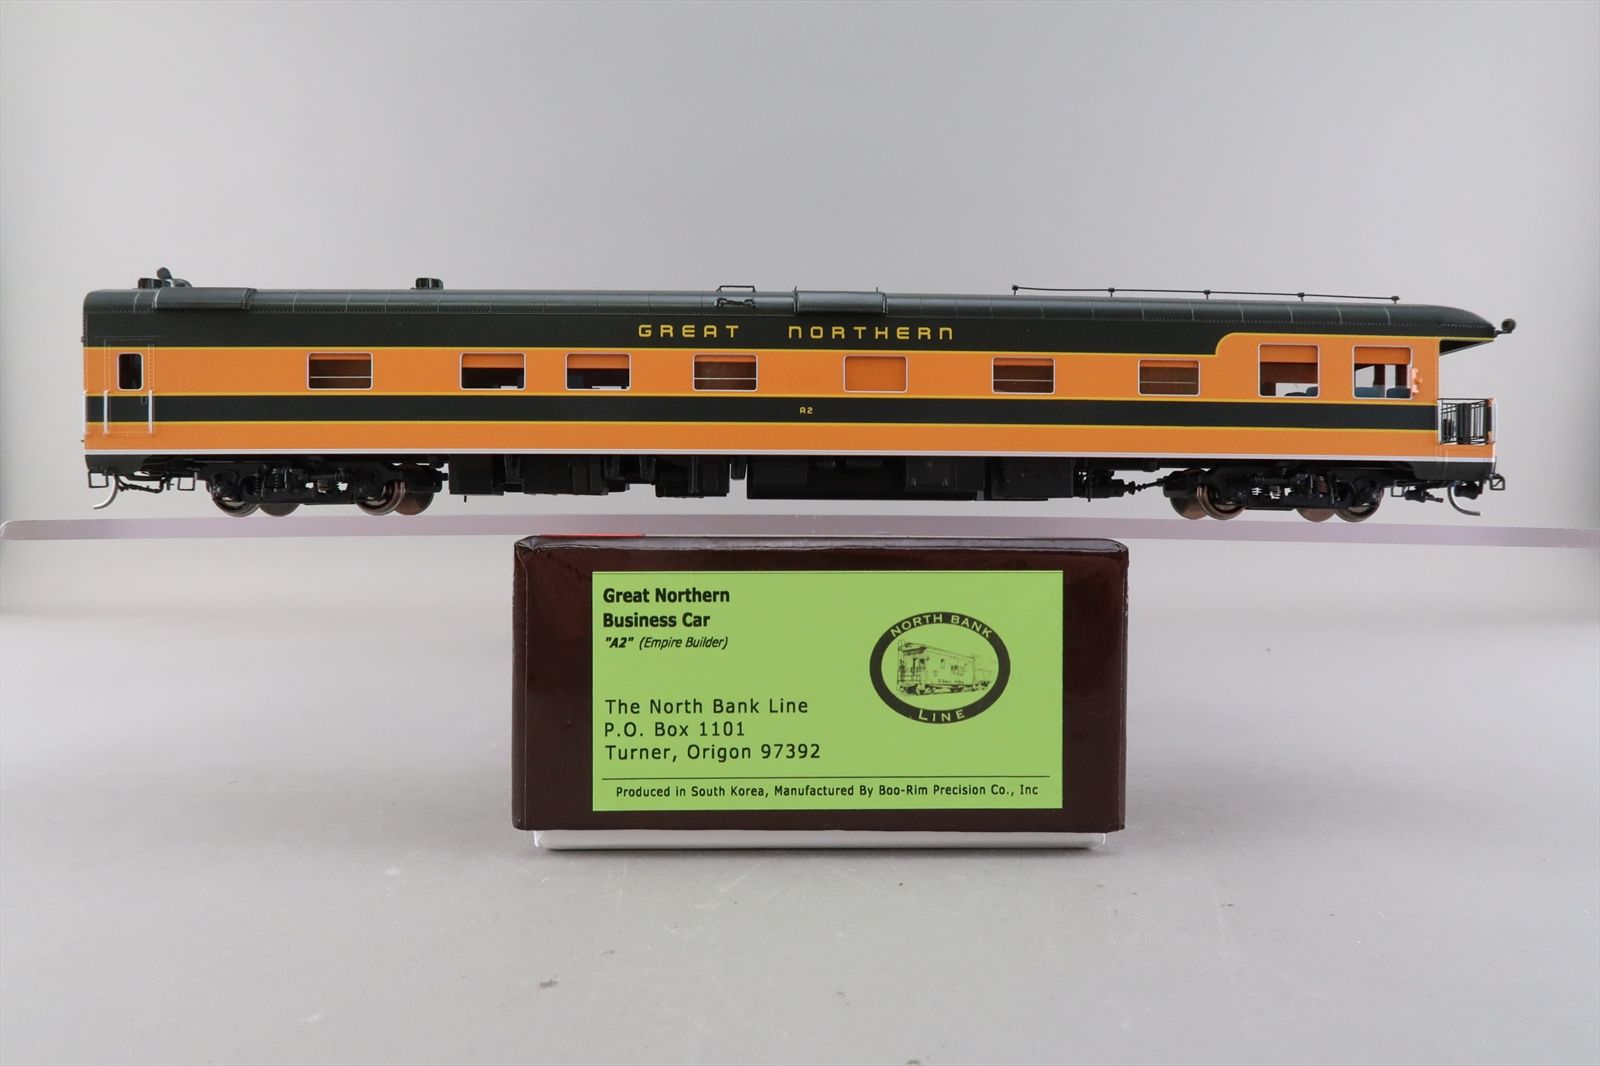 GREAT NORTHERN
A2
Great Northern
Business Car
"A2" (Empire Builder)
NORTH BANK
LINE
The North Bank Line
P.O. Box 1101
Turner, Origon 97392
Produced in South Korea, Manufactured By Boo-Rim Precision Co., Inc